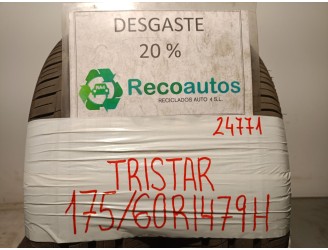 DESGASTE
20 %
Recoautos
RECICLADOS AUTO 4 S.L.
24771
TRISTAR
175/60R1479H